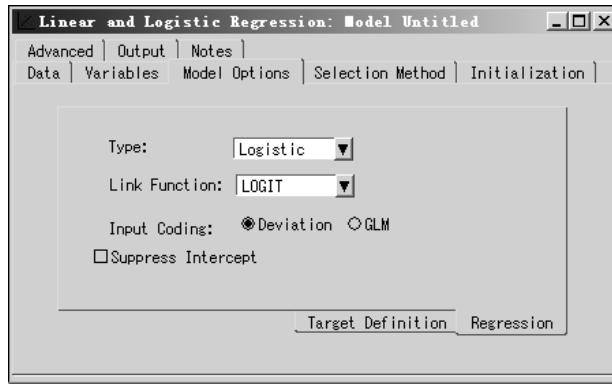 Linear and Logistic Regression: Model Untitled
Advanced Output Notes
Data Variables Model Options Selection Method Initialization
Type: Logistic
Link Function: LOGIT
Input Coding: Deviation GLM
Suppress Intercept
Target Definition Regression